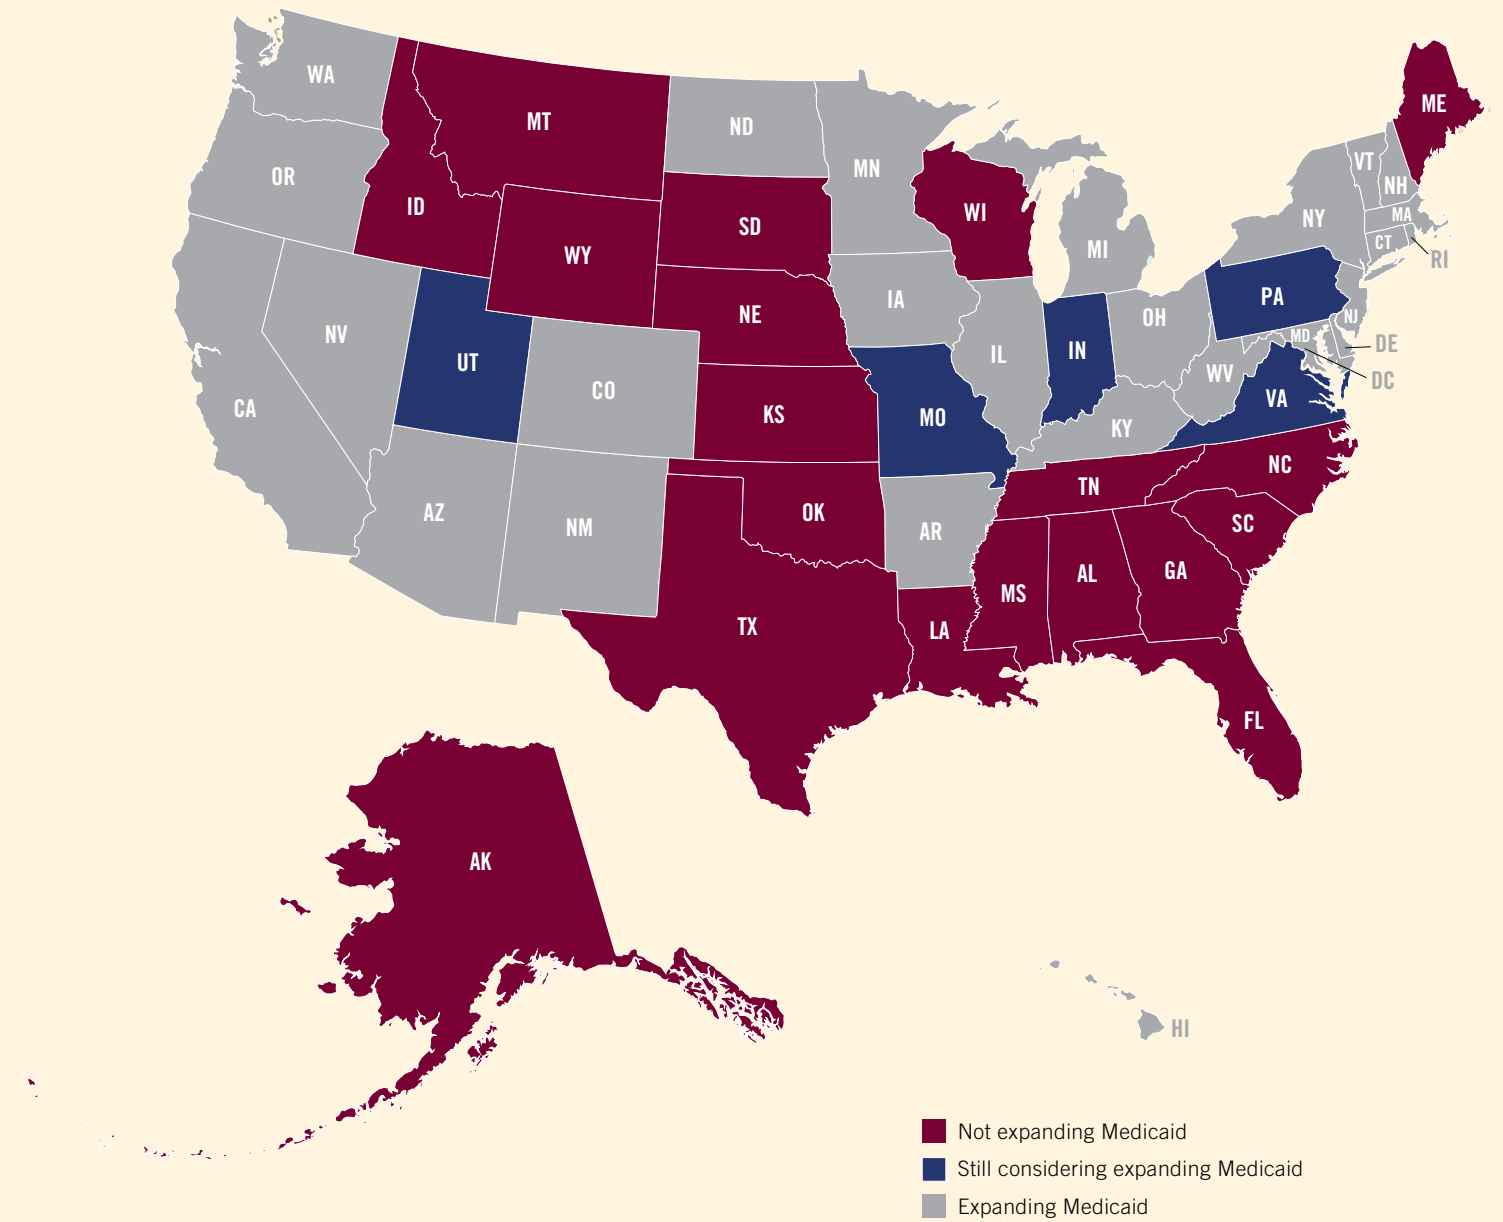 WA
MT
ME
ND
OR
MN
VT
ID
NH
WI
MA
NY
SD
CT
WY
MI
RI
IA
PA
NE
OH
NJ
NV
MD
DE
IN
IL
UT
WV
DC
CO
VA
CA
KS
MO
KY
NC
TN
AZ
OK
SC
NM
AR
GA
AL
MS
TX
LA
FL
AK
HI
Not expanding Medicaid
Still considering expanding Medicaid
Expanding Medicaid